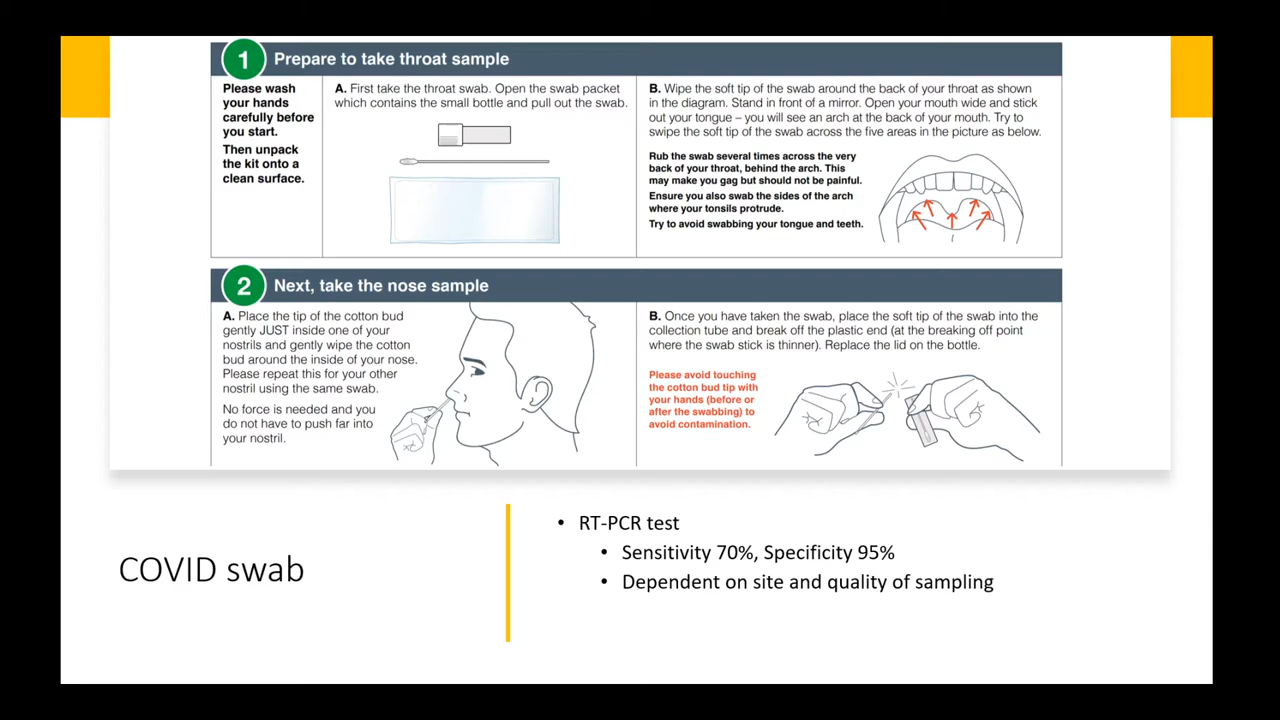 1 Prepare to take throat sample
Please wash
your hands
carefully before
you start.
Then unpack
the kit onto a
clean surface.
A. First take the throat swab. Open the swab packet
which contains the small bottle and pull out the swab.
B. Wipe the soft tip of the swab around the back of your throat as shown
in the diagram. Stand in front of a mirror. Open your mouth wide and stick
out your tongue – you will see an arch at the back of your mouth. Try to
swipe the soft tip of the swab across the five areas in the picture as below.
Rub the swab several times across the very
back of your throat, behind the arch. This
may make you gag but should not be painful.
Ensure you also swab the sides of the arch
where your tonsils protrude.
Try to avoid swabbing your tongue and teeth.
2 Next, take the nose sample
A. Place the tip of the cotton bud
gently JUST inside one of your
nostrils and gently wipe the cotton
bud around the inside of your nose.
Please repeat this for your other
nostril using the same swab.
No force is needed and you
do not have to push far into
your nostril.
B. Once you have taken the swab, place the soft tip of the swab into the
collection tube and break off the plastic end (at the breaking off point
where the swab stick is thinner). Replace the lid on the bottle.
Please avoid touching
the cotton bud tip with
your hands (before or
after the swabbing) to
avoid contamination.
COVID swab
• RT-PCR test
• Sensitivity 70%, Specificity 95%
• Dependent on site and quality of sampling